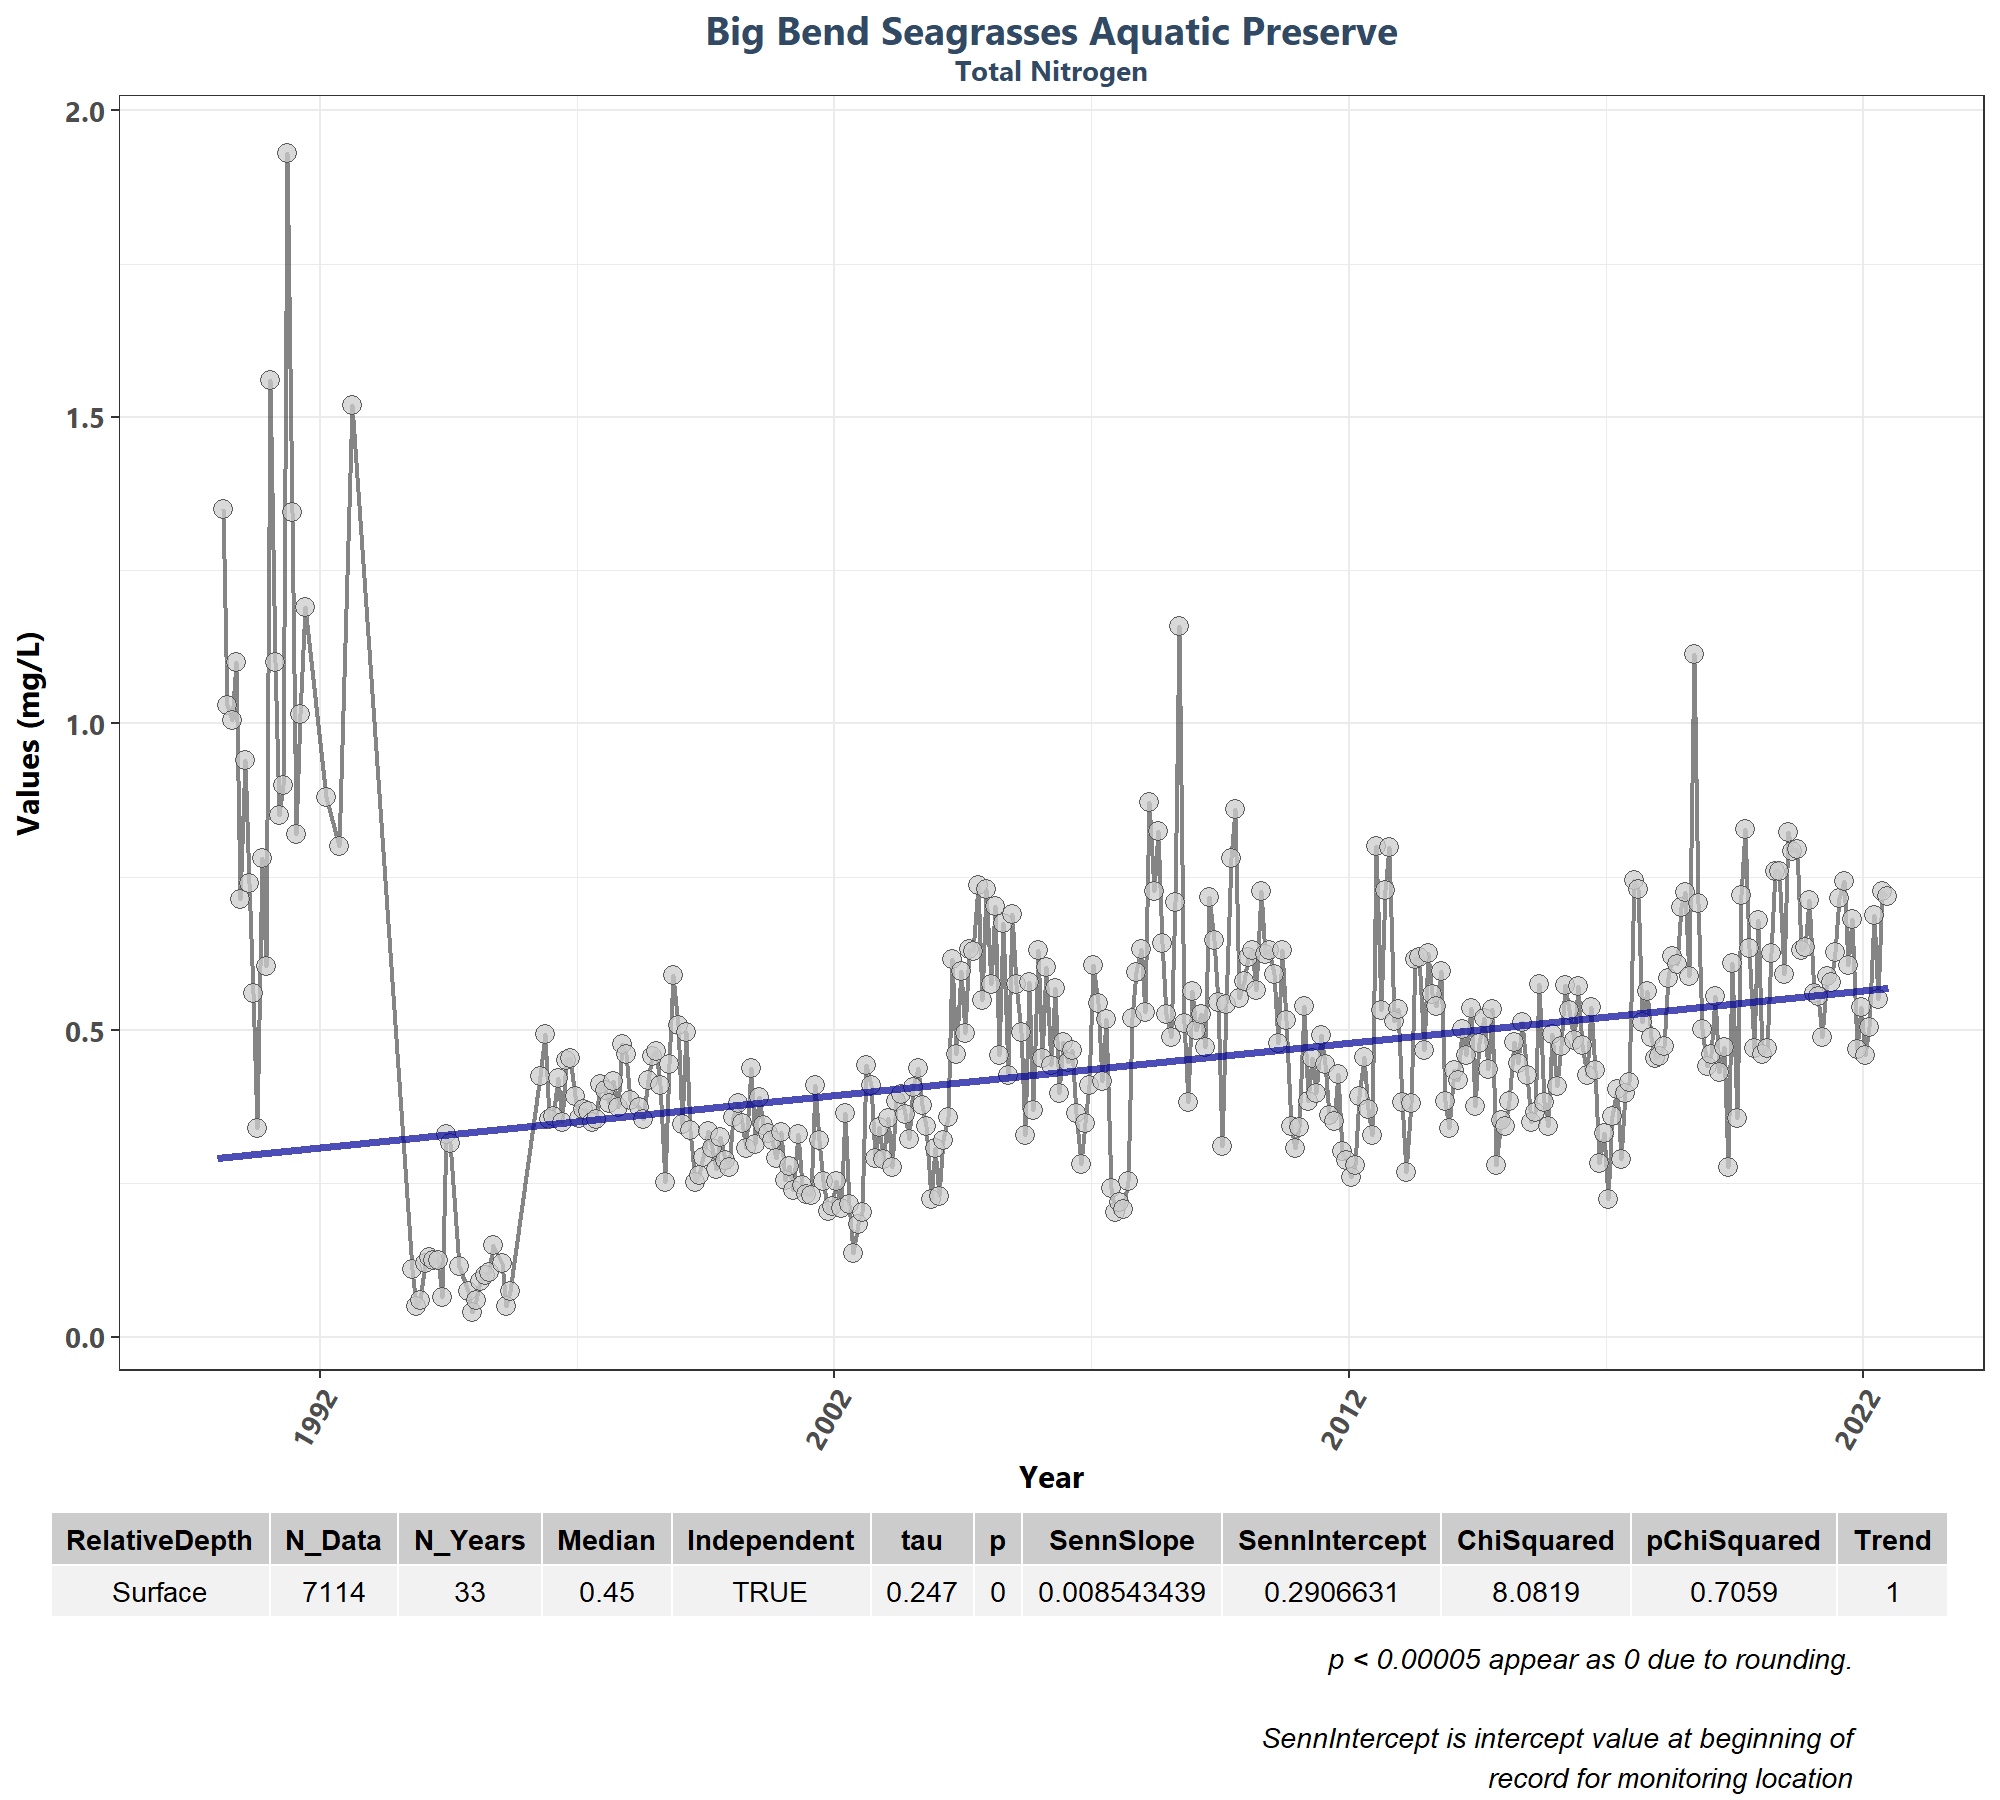 Big Bend Seagrasses Aquatic Preserve
Total Nitrogen
2.0
1.5
1.0
0.5
0.0
Values (mg/L)
1992 2002 2012 2022
Year
RelativeDepth N_Data N_Years Median Independent tau p SennSlope SennIntercept ChiSquared pChiSquared Trend
Surface 7114 33 0.45 TRUE 0.247 0 0.008543439 0.2906631 8.0819 0.7059 1
p < 0.00005 appear as 0 due to rounding.
SennIntercept is intercept value at beginning of
record for monitoring location